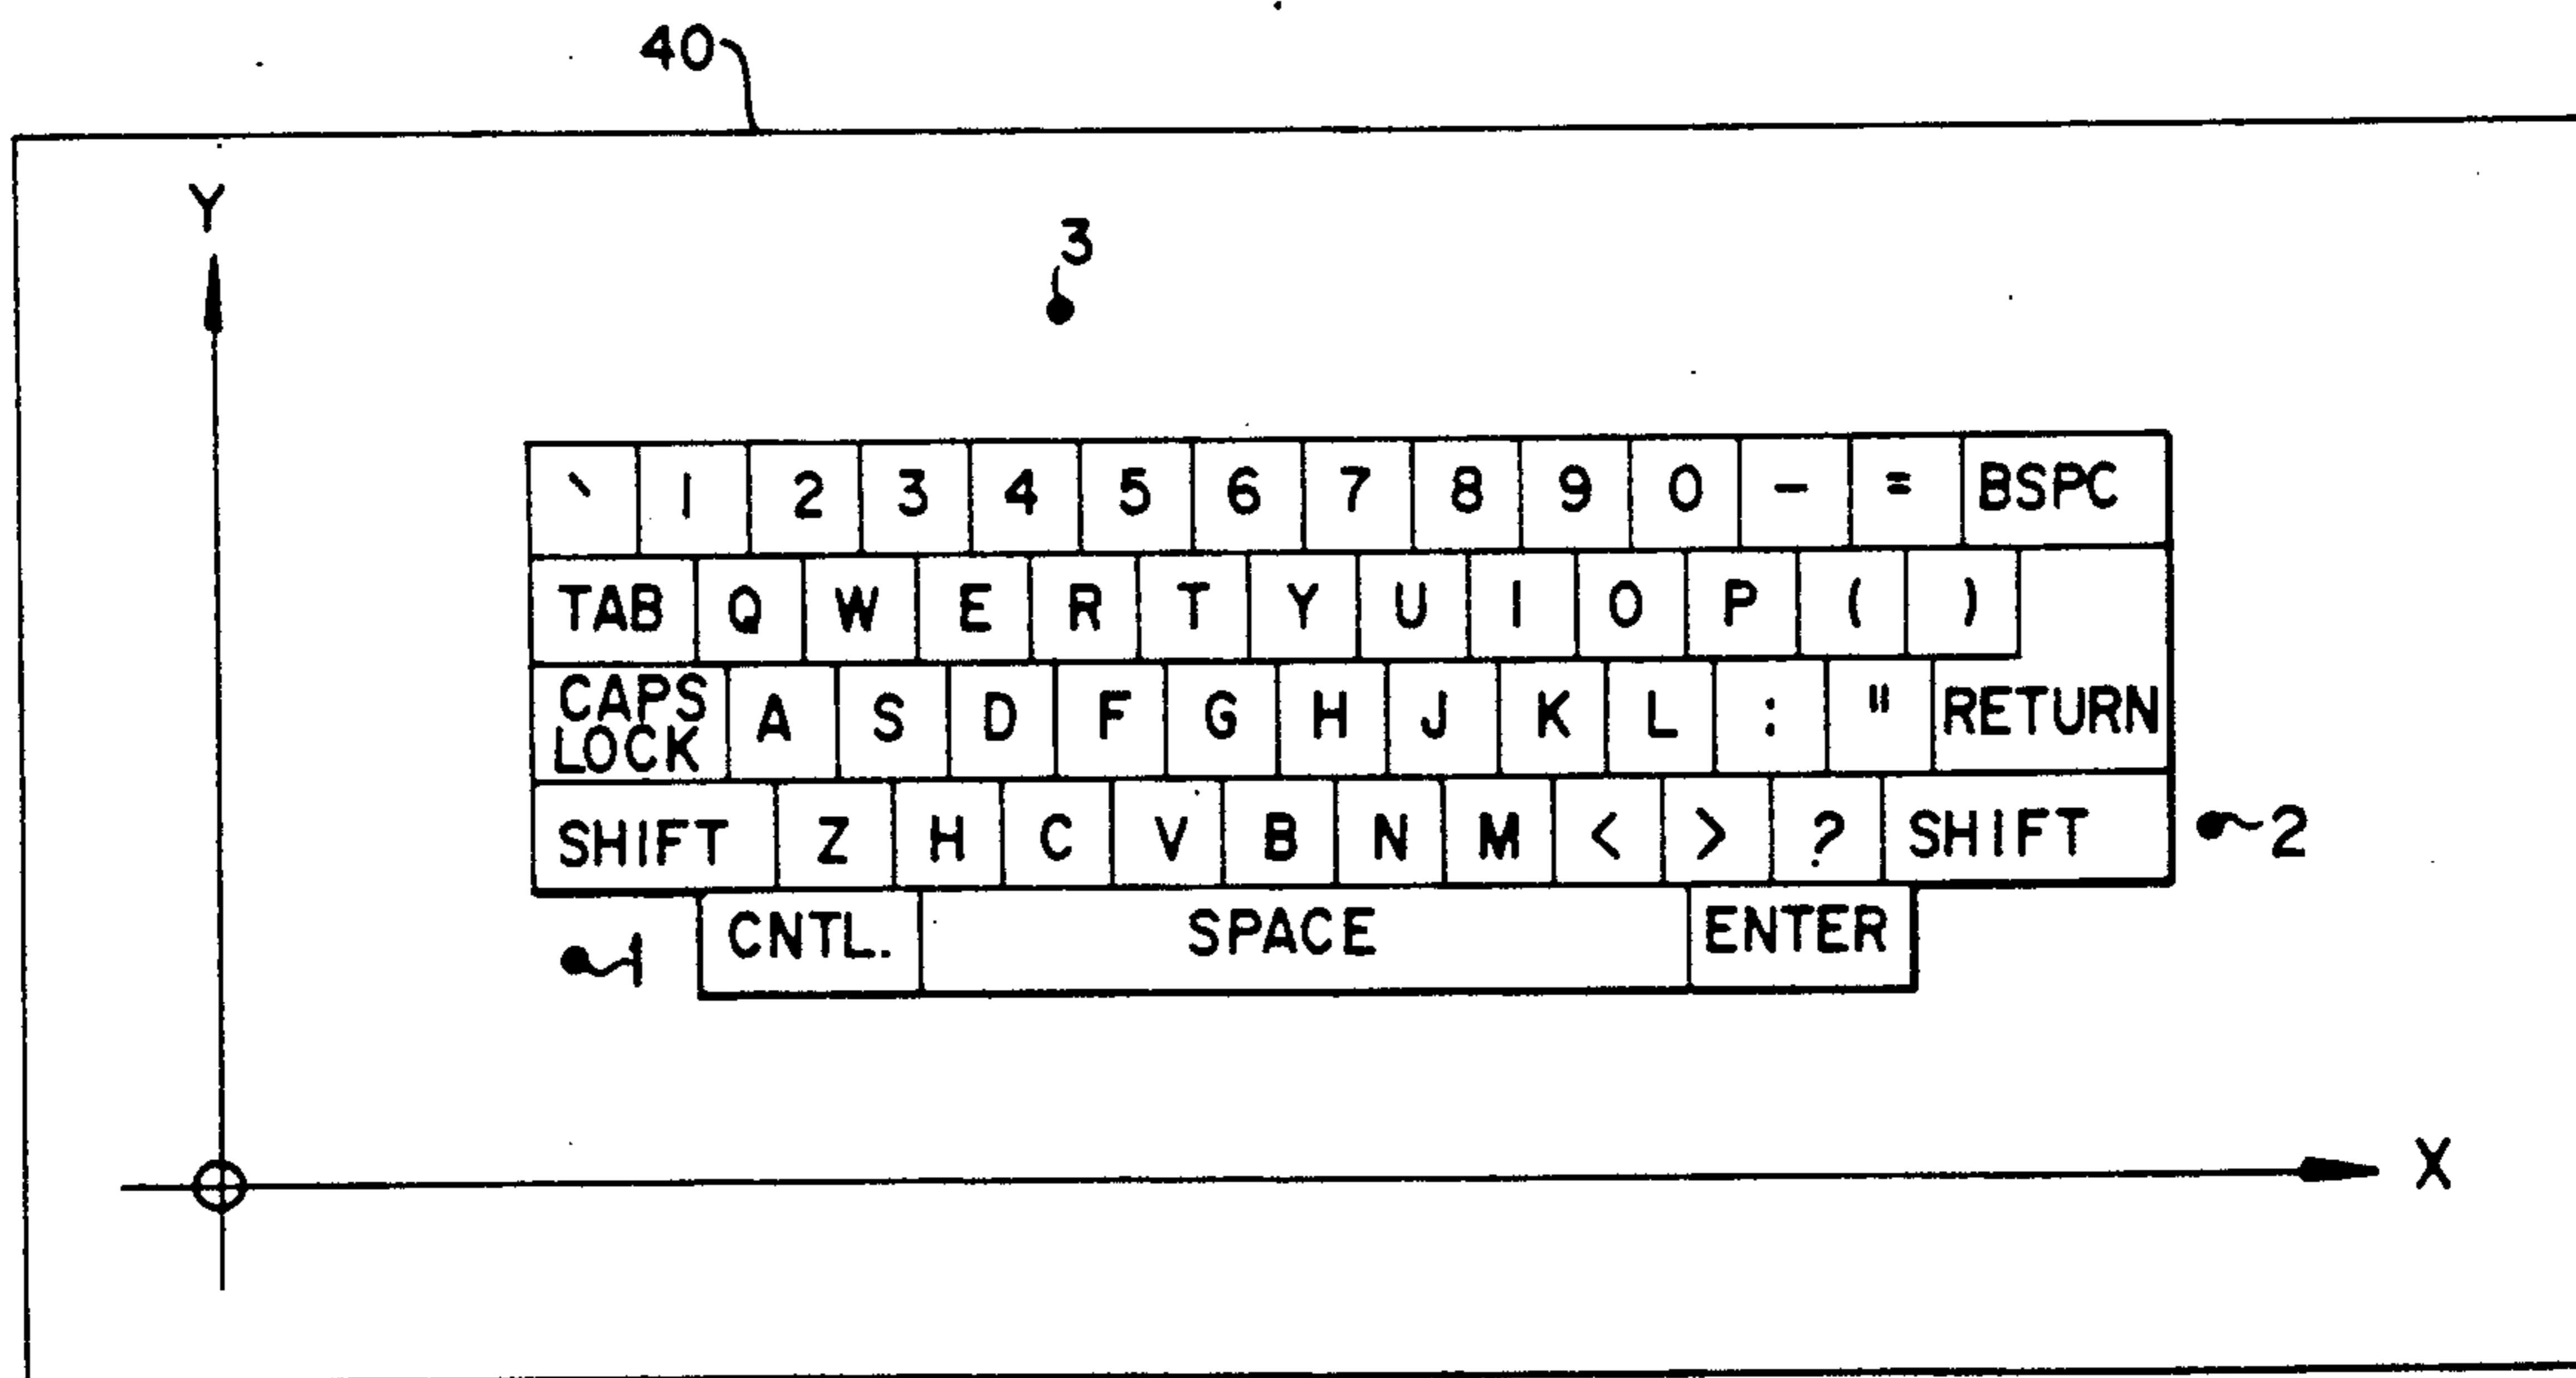 40
Y
3
` 1 2 3 4 5 6 7 8 9 0 - = BSPC
TAB Q W E R T Y U I O P ( )
CAPS LOCK A S D F G H J K L : " RETURN
SHIFT Z H C V B N M < > ? SHIFT 2
1 CNTL. SPACE ENTER
X